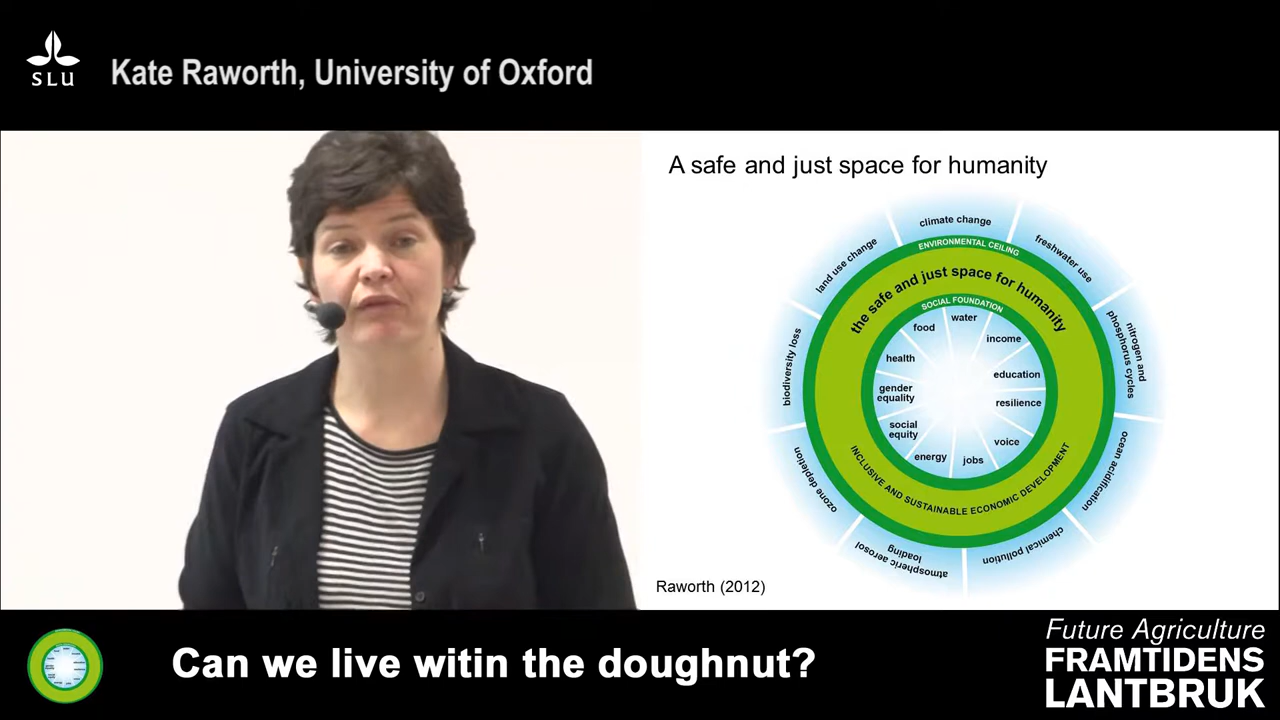 SLU
Kate Raworth, University of Oxford
A safe and just space for humanity
climate change
freshwater use
nitrogen and
phosphorus cycles
ocean acidification
chemical pollution
atmospheric aerosol
loading
ozone depletion
biodiversity loss
land use change
ENVIRONMENTAL CEILING
the safe and just space for humanity
SOCIAL FOUNDATION
water
income
education
resilience
voice
jobs
energy
social
equity
gender
equality
health
food
INCLUSIVE AND SUSTAINABLE ECONOMIC DEVELOPMENT
Raworth (2012)
Can we live witin the doughnut?
Future Agriculture
FRAMTIDENS
LANTBRUK